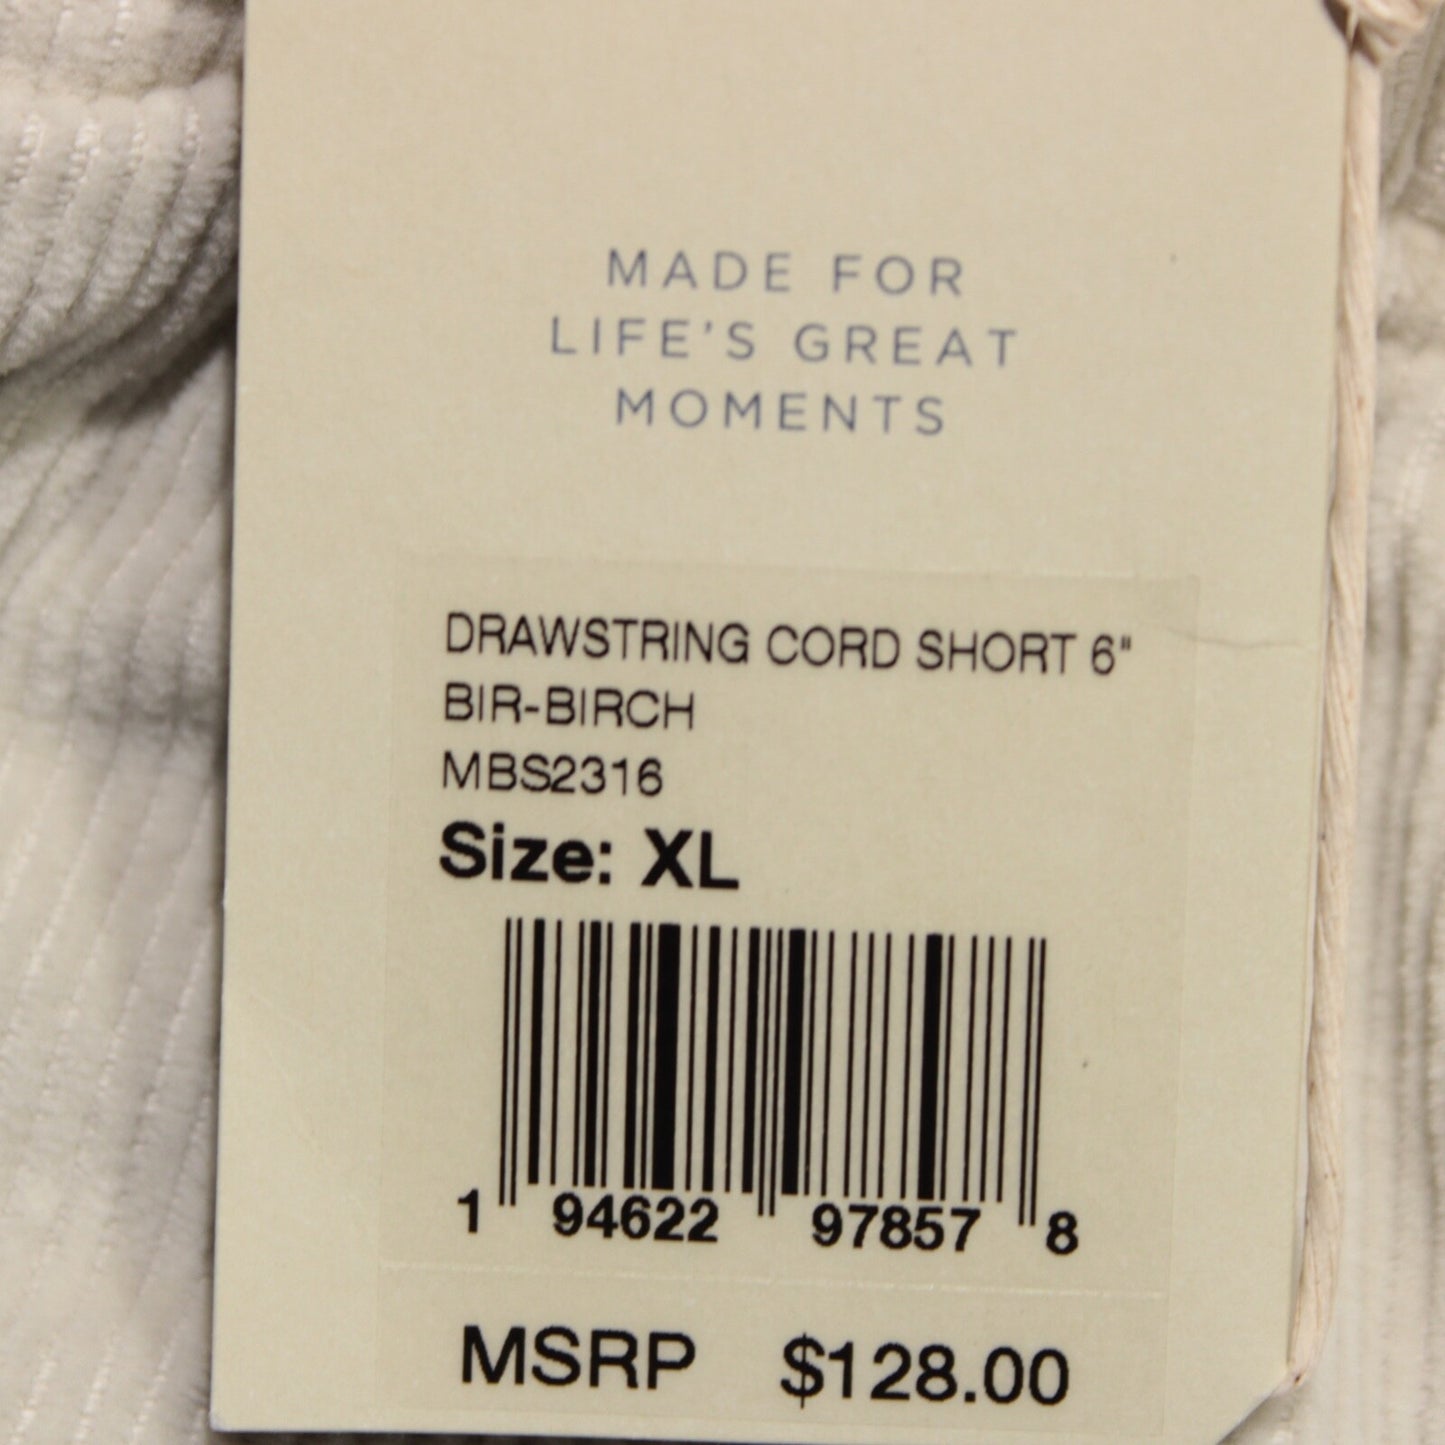 MADE FOR
LIFE'S GREAT
MOMENTS
DRAWSTRING CORD SHORT 6"
BIR-BIRCH
MBS2316
Size: XL
1 94622 97857 8
MSRP $128.00